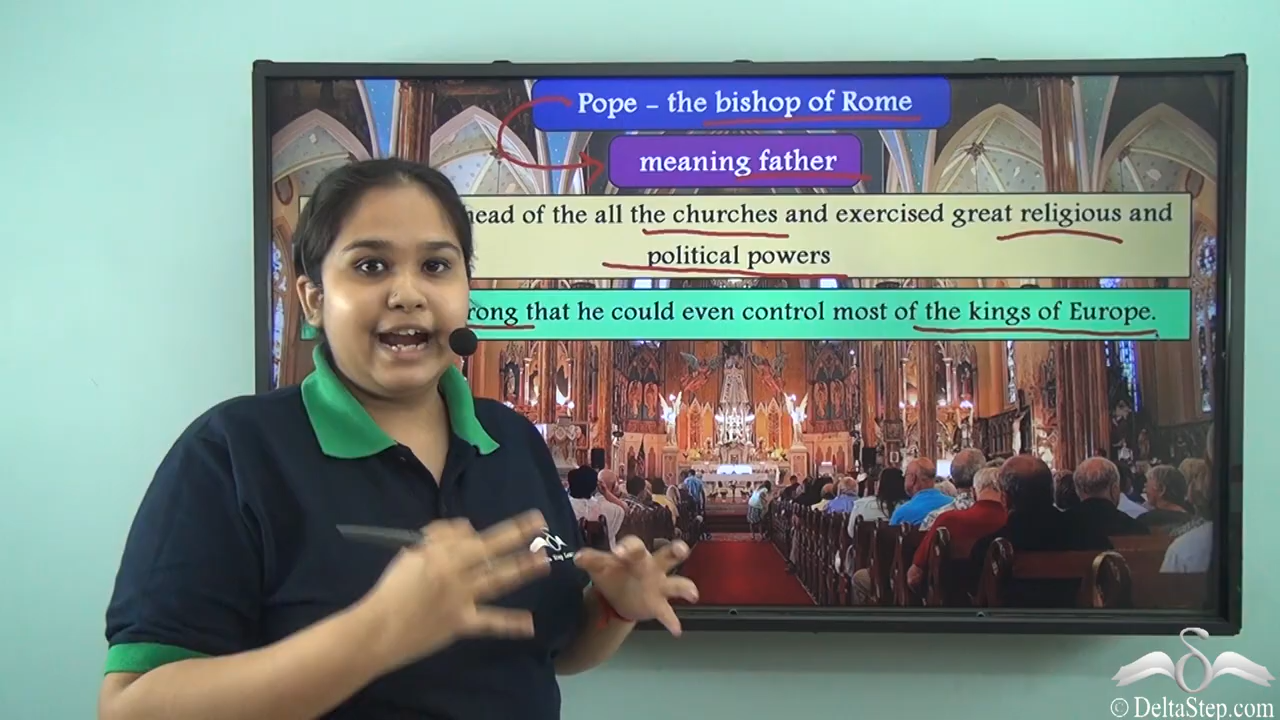 Pope – the bishop of Rome
meaning father
head of the all the churches and exercised great religious and
political powers
rong that he could even control most of the kings of Europe.
© DeltaStep.com